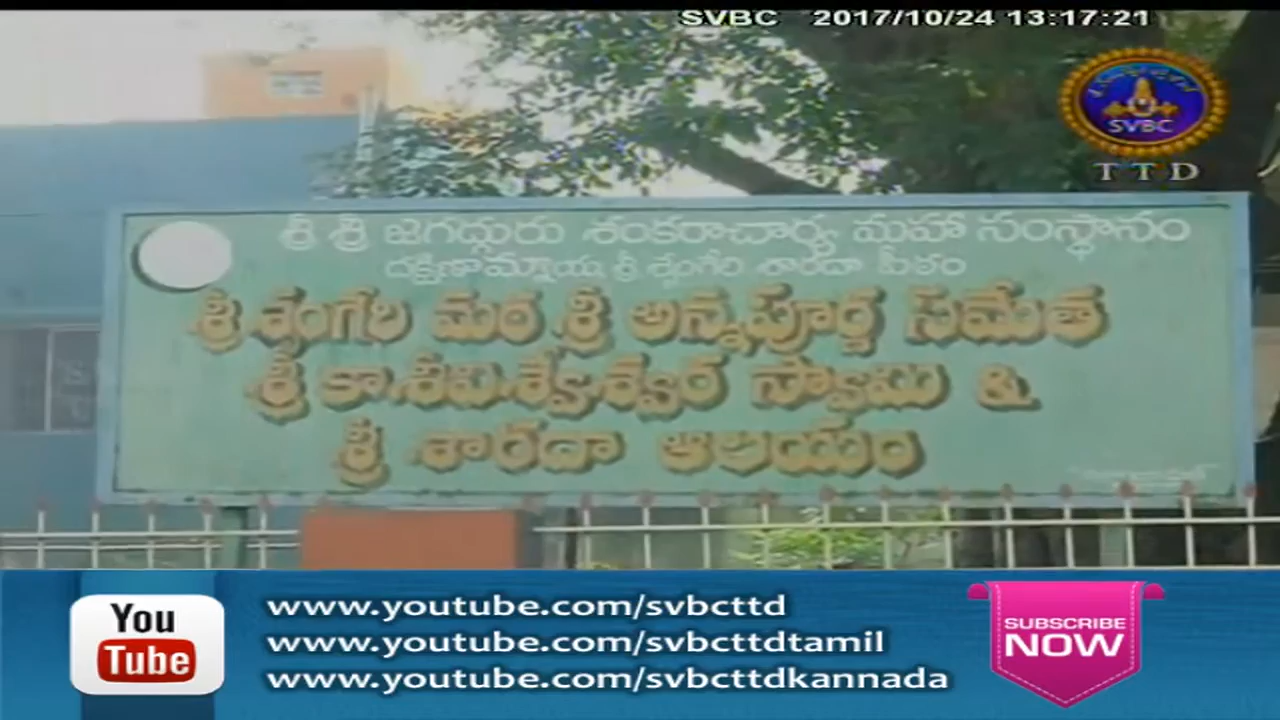 SVBC 2017/10/24 13:17:21
SVBC
TTD
శ్రీ శ్రీ జగద్గురు శంకరాచార్య మహా సంస్థానం
దక్షిణామ్నాయ శ్రీ శృంగేరి శారదా పీఠం
శ్రీ శృంగేరి మఠ శ్రీ అన్నపూర్ణ సమేత
శ్రీ కాశీవిశ్వేశ్వర స్వామి &
శ్రీ శారదా ఆలయం
You
Tube
www.youtube.com/svbcttd
www.youtube.com/svbcttdtamil
www.youtube.com/svbcttdkannada
SUBSCRIBE
NOW